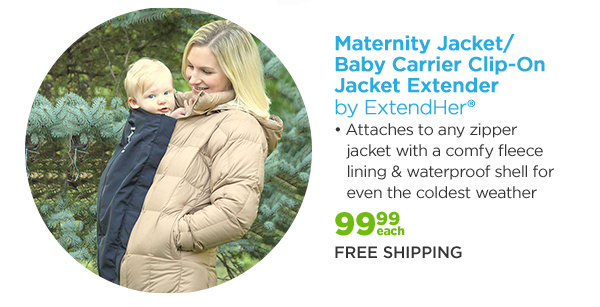 Maternity Jacket/
Baby Carrier Clip-On
Jacket Extender
by ExtendHer®
• Attaches to any zipper
jacket with a comfy fleece
lining & waterproof shell for
even the coldest weather
99.99 each
FREE SHIPPING